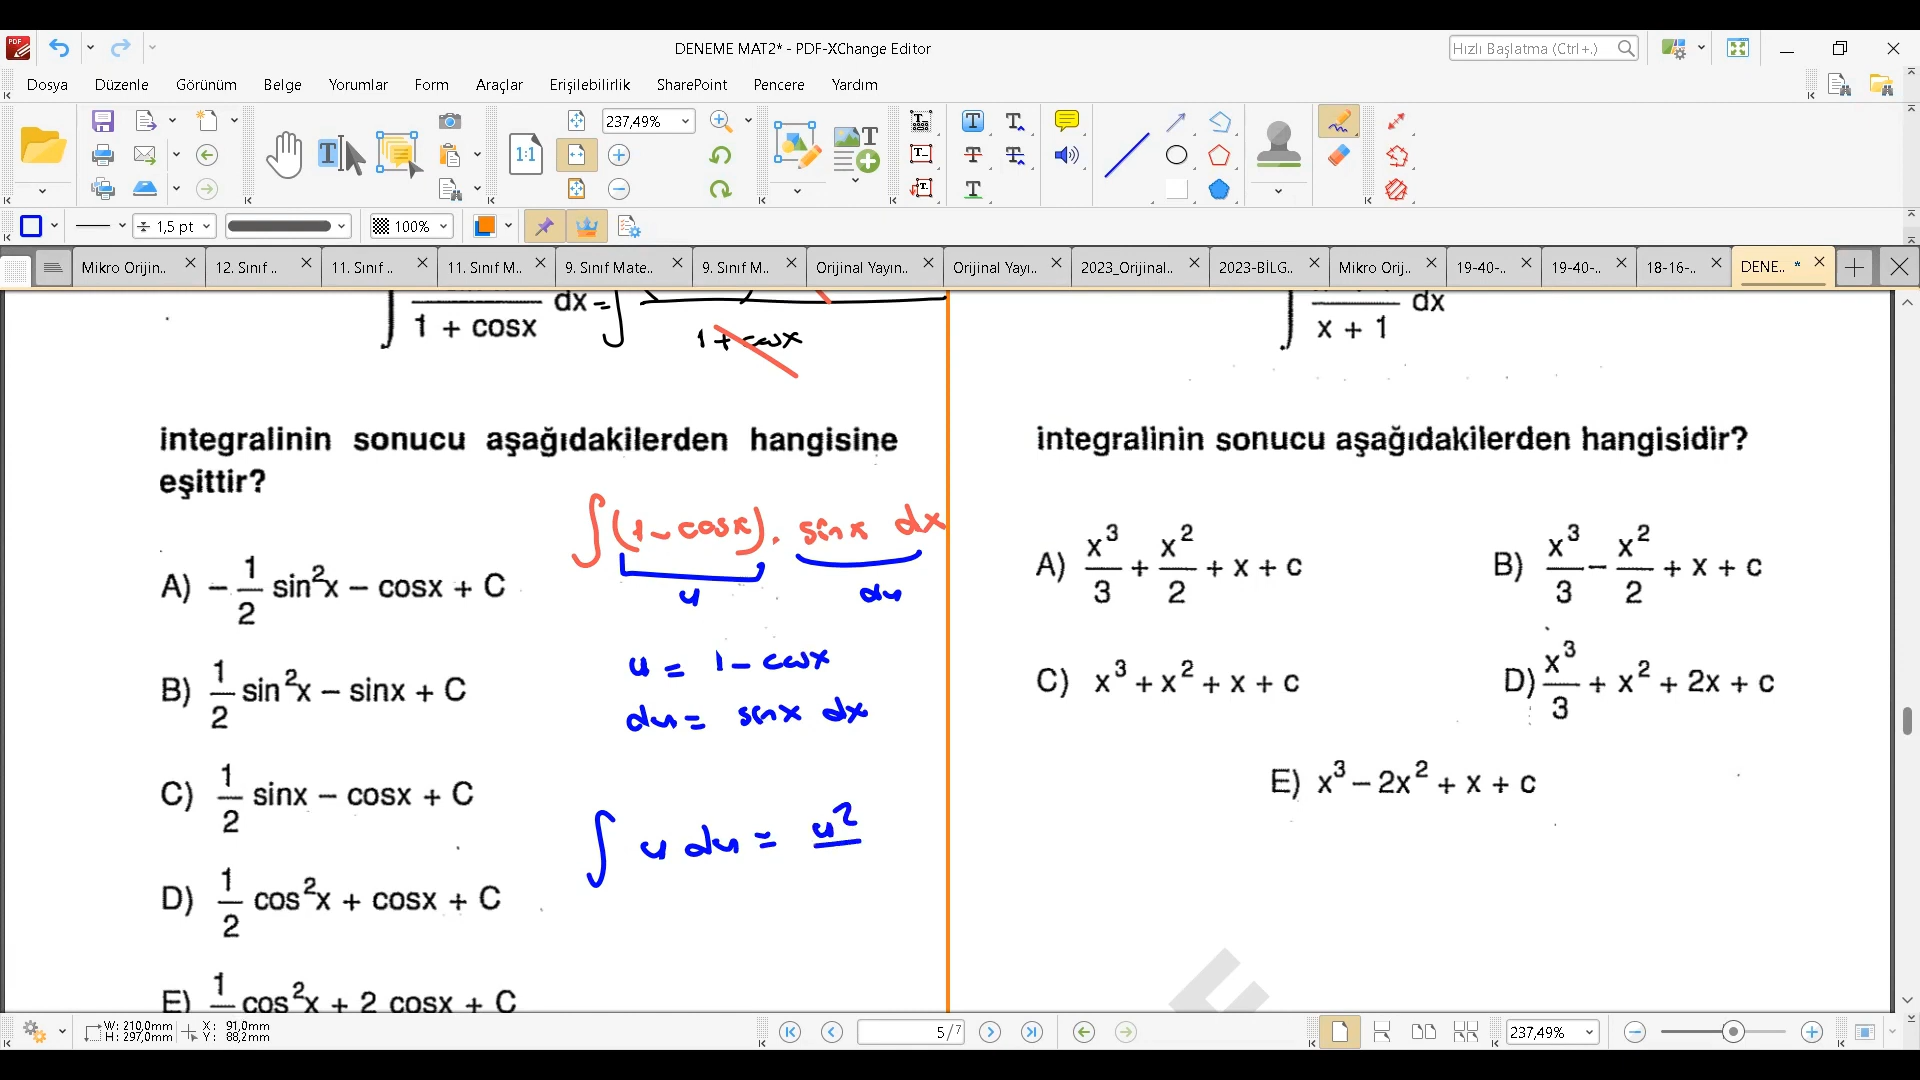 DENEME MAT2* - PDF-XChange Editor
Hızlı Başlatma (Ctrl+.)
Dosya Düzenle Görünüm Belge Yorumlar Form Araçlar Erişilebilirlik SharePoint Pencere Yardım
237,49%
1:1
1,5 pt
100%
Mikro Orijin..
12. Sınıf ..
11. Sınıf ..
11. Sınıf M..
9. Sınıf Mate..
9. Sınıf M..
Orijinal Yayın..
Orijinal Yayı..
2023_Orijinal..
2023-BİLG..
Mikro Orij..
19-40-..
19-40-..
18-16-..
DENE.. *
∫ 1 + cosx dx = ∫ 1 + cosx
integralinin sonucu aşağıdakilerden hangisine
eşittir?
∫ (1 - cosx) . sinx dx
u du
A) - 1/2 sin²x – cosx + C
u = 1 - cosx
B) 1/2 sin²x – sinx + C
du = sinx dx
C) 1/2 sinx – cosx + C
∫ u du = u²
D) 1/2 cos²x + cosx + C
E) 1 cos²x + 2 cosx + C
∫ x + 1 dx
integralinin sonucu aşağıdakilerden hangisidir?
A) x³/3 + x²/2 + x + c
B) x³/3 – x²/2 + x + c
C) x³ + x² + x + c
D) x³/3 + x² + 2x + c
E) x³ – 2x² + x + c
W: 210,0mm
H: 297,0mm
X: 91,0mm
Y: 88,2mm
5 / 7
237,49%